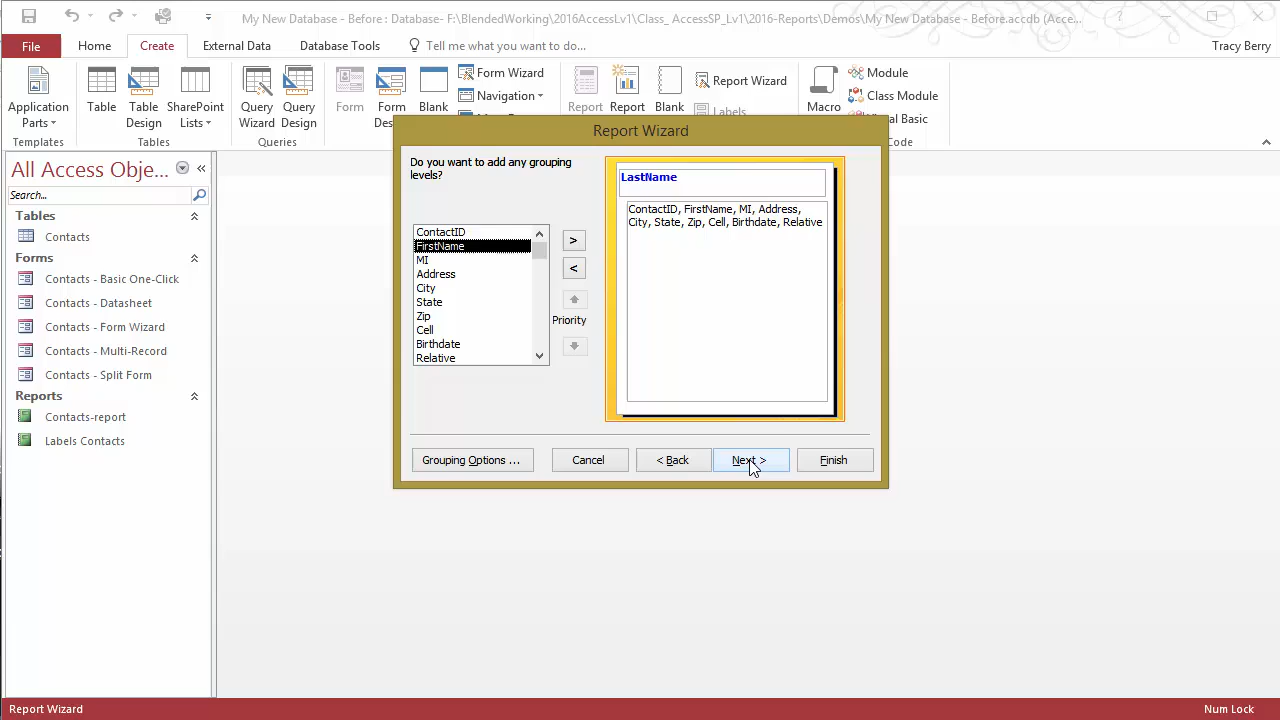 My New Database - Before : Database- F:\BlendedWorking\2016AccessLv1\Class_ AccessSP_Lv1\2016-Reports\Demos\My New Database - Before.accdb (Acce...
?
File
Home
Create
External Data
Database Tools
Tell me what you want to do...
Tracy Berry
Application Parts
Table
Table Design
SharePoint Lists
Query Wizard
Query Design
Form
Form
Blank
Form Wizard
Navigation
Report
Report
Blank
Report Wizard
Labels
Macro
Module
Class Module
Basic
Templates
Tables
Queries
Code
All Access Obje...
Search...
Tables
Contacts
Forms
Contacts - Basic One-Click
Contacts - Datasheet
Contacts - Form Wizard
Contacts - Multi-Record
Contacts - Split Form
Reports
Contacts-report
Labels Contacts
Report Wizard
Do you want to add any grouping
levels?
ContactID
FirstName
MI
Address
City
State
Zip
Cell
Birthdate
Relative
>
<
Priority
LastName
ContactID, FirstName, MI, Address,
City, State, Zip, Cell, Birthdate, Relative
Grouping Options ...
Cancel
< Back
Next >
Finish
Report Wizard
Num Lock